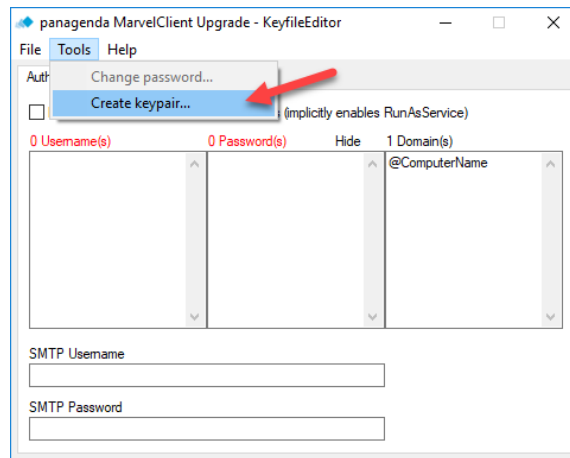 panagenda MarvelClient Upgrade - KeyfileEditor
File Tools Help
Auth
Change password...
Create keypair...
(implicitly enables RunAsService)
0 Username(s) 0 Password(s) Hide 1 Domain(s)
@ComputerName
SMTP Username
SMTP Password